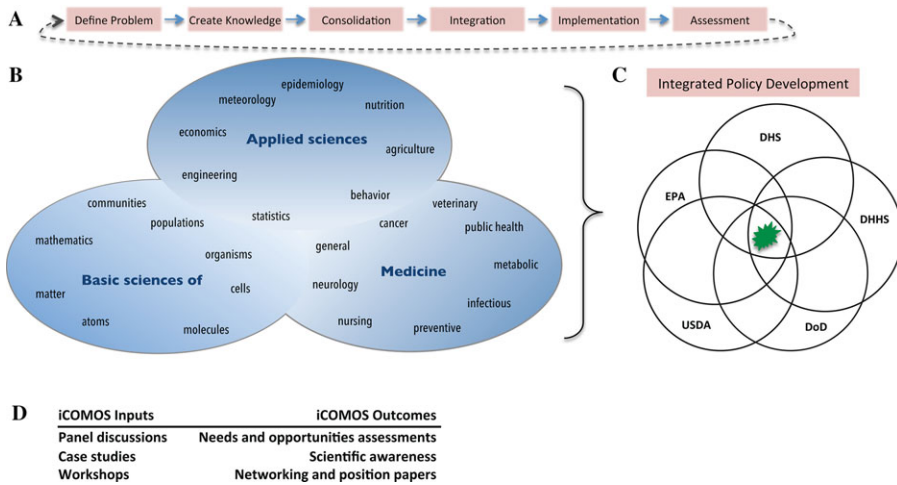 A
Define Problem
Create Knowledge
Consolidation
Integration
Implementation
Assessment
B
epidemiology
meteorology
nutrition
economics
Applied sciences
agriculture
engineering
behavior
communities
veterinary
populations
statistics
cancer
public health
mathematics
general
organisms
metabolic
Basic sciences of
Medicine
neurology
cells
matter
infectious
atoms
nursing
molecules
preventive
C
Integrated Policy Development
DHS
EPA
DHHS
USDA
DoD
D
iCOMOS Inputs iCOMOS Outcomes
Panel discussions Needs and opportunities assessments
Case studies Scientific awareness
Workshops Networking and position papers